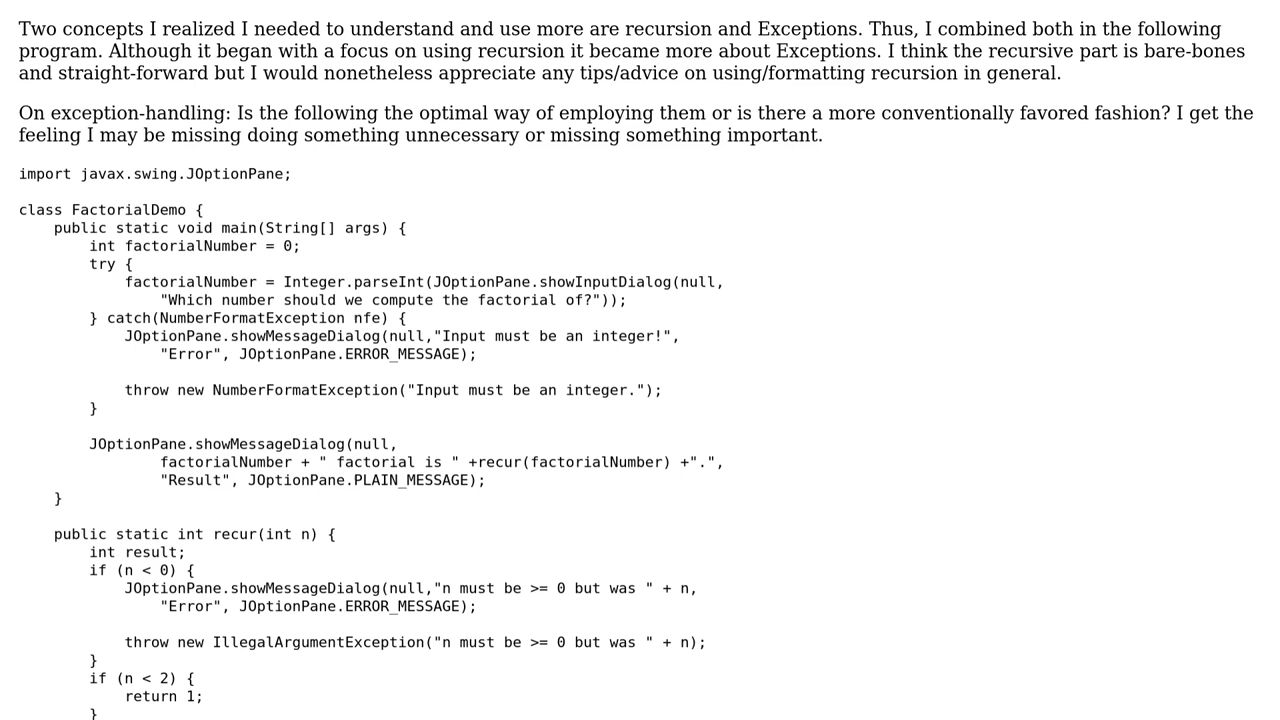 Two concepts I realized I needed to understand and use more are recursion and Exceptions. Thus, I combined both in the following
program. Although it began with a focus on using recursion it became more about Exceptions. I think the recursive part is bare-bones
and straight-forward but I would nonetheless appreciate any tips/advice on using/formatting recursion in general.
On exception-handling: Is the following the optimal way of employing them or is there a more conventionally favored fashion? I get the
feeling I may be missing doing something unnecessary or missing something important.
import javax.swing.JOptionPane;
class FactorialDemo {
    public static void main(String[] args) {
        int factorialNumber = 0;
        try {
            factorialNumber = Integer.parseInt(JOptionPane.showInputDialog(null,
                "Which number should we compute the factorial of?"));
        } catch(NumberFormatException nfe) {
            JOptionPane.showMessageDialog(null,"Input must be an integer!",
                "Error", JOptionPane.ERROR_MESSAGE);
            throw new NumberFormatException("Input must be an integer.");
        }
        JOptionPane.showMessageDialog(null,
                factorialNumber + " factorial is " +recur(factorialNumber) +".",
                "Result", JOptionPane.PLAIN_MESSAGE);
    }
    public static int recur(int n) {
        int result;
        if (n < 0) {
            JOptionPane.showMessageDialog(null,"n must be >= 0 but was " + n,
                "Error", JOptionPane.ERROR_MESSAGE);
            throw new IllegalArgumentException("n must be >= 0 but was " + n);
        }
        if (n < 2) {
            return 1;
        }